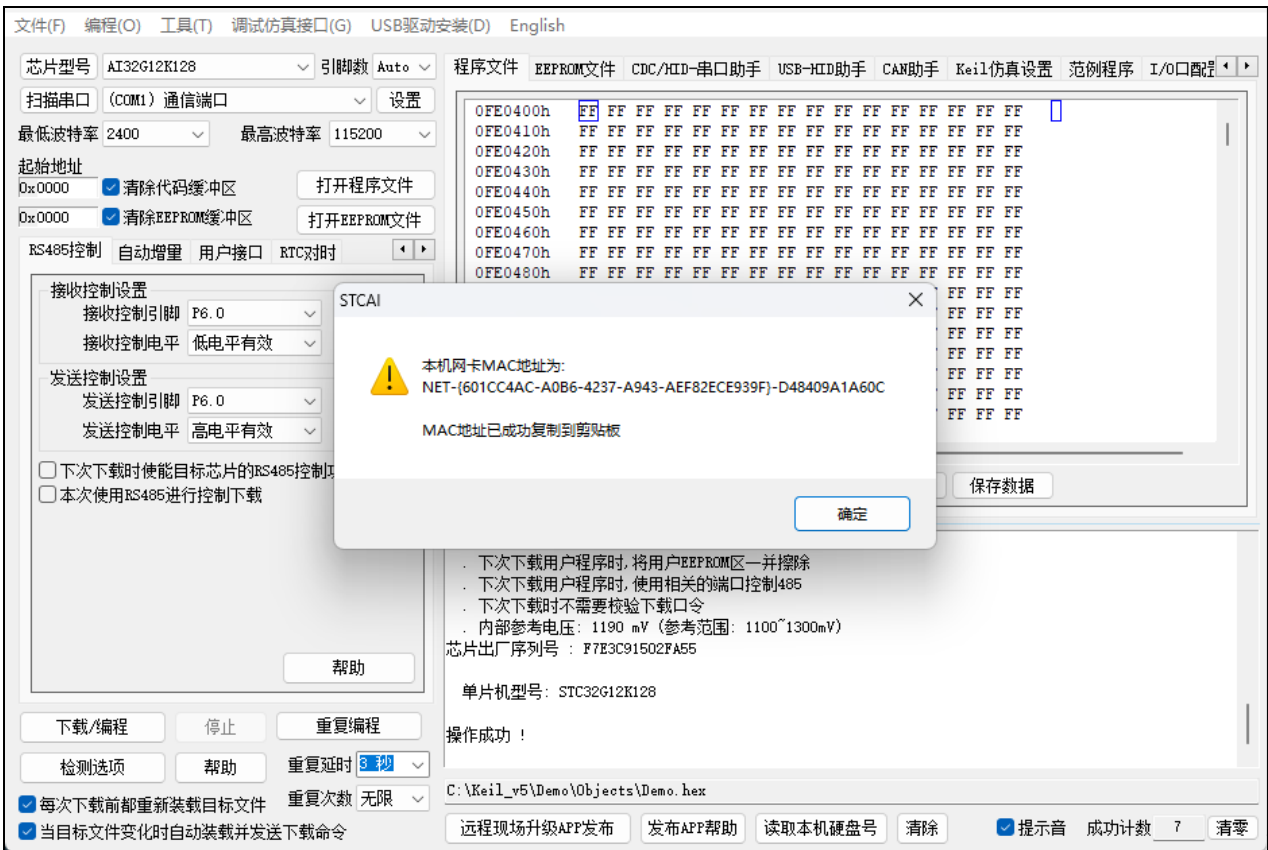 文件(F) 编程(O) 工具(T) 调试仿真接口(G) USB驱动安装(D) English
芯片型号 AI32G12K128 引脚数 Auto
扫描串口 (COM1) 通信端口 设置
最低波特率 2400 最高波特率 115200
起始地址
0x0000 清除代码缓冲区 打开程序文件
0x0000 清除EEPROM缓冲区 打开EEPROM文件
RS485控制 自动增量 用户接口 RTC对时
接收控制设置
接收控制引脚 P6.0
接收控制电平 低电平有效
发送控制设置
发送控制引脚 P6.0
发送控制电平 高电平有效
下次下载时使能目标芯片的RS485控制
本次使用RS485进行控制下载
帮助
下载/编程 停止 重复编程
检测选项 帮助 重复延时 3 秒
每次下载前都重新装载目标文件 重复次数 无限
当目标文件变化时自动装载并发送下载命令
程序文件 EEPROM文件 CDC/HID-串口助手 USB-HID助手 CAN助手 Keil仿真设置 范例程序 I/O口配
0FE0400h FF FF FF FF FF FF FF FF FF FF FF FF FF FF FF FF
0FE0410h FF FF FF FF FF FF FF FF FF FF FF FF FF FF FF FF
0FE0420h FF FF FF FF FF FF FF FF FF FF FF FF FF FF FF FF
0FE0430h FF FF FF FF FF FF FF FF FF FF FF FF FF FF FF FF
0FE0440h FF FF FF FF FF FF FF FF FF FF FF FF FF FF FF FF
0FE0450h FF FF FF FF FF FF FF FF FF FF FF FF FF FF FF FF
0FE0460h FF FF FF FF FF FF FF FF FF FF FF FF FF FF FF FF
0FE0470h FF FF FF FF FF FF FF FF FF FF FF FF FF FF FF FF
0FE0480h FF FF FF FF FF FF FF FF FF FF FF FF FF FF FF FF
FF FF FF
FF FF FF
FF FF FF
FF FF FF
FF FF FF
FF FF FF
FF FF FF
保存数据
STCAI
本机网卡MAC地址为:
NET-{601CC4AC-A0B6-4237-A943-AEF82ECE939F}-D48409A1A60C
MAC地址已成功复制到剪贴板
确定
. 下次下载用户程序时,将用户EEPROM区一并擦除
. 下次下载用户程序时,使用相关的端口控制485
. 下次下载时不需要校验下载口令
. 内部参考电压: 1190 mV (参考范围: 1100~1300mV)
芯片出厂序列号 : F7E3C91502FA55
单片机型号: STC32G12K128
操作成功 !
C:\Keil_v5\Demo\Objects\Demo.hex
远程现场升级APP发布 发布APP帮助 读取本机硬盘号 清除 提示音 成功计数 7 清零